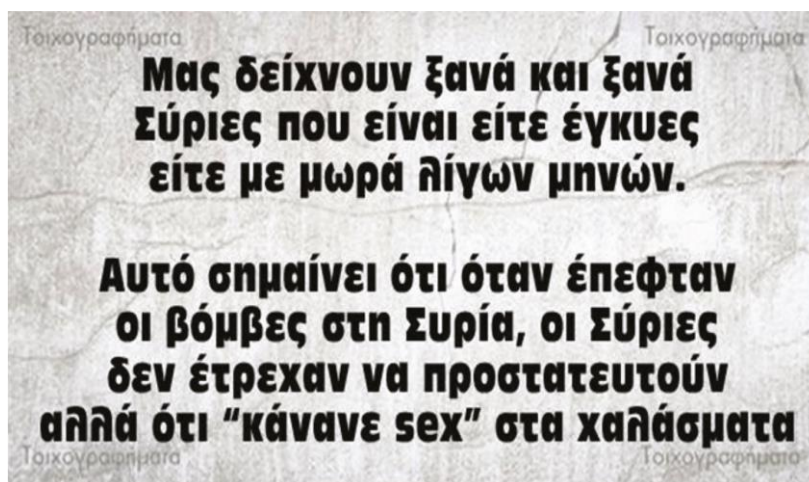 Τοιχογραφήματα Τοιχογραφήματα
Μας δείχνουν ξανά και ξανά
Σύριες που είναι είτε έγκυες
είτε με μωρά λίγων μηνών.
Αυτό σημαίνει ότι όταν έπεφταν
οι βόμβες στη Συρία, οι Σύριες
δεν έτρεχαν να προστατευτούν
αλλά ότι “κάνανε sex” στα χαλάσματα
Τοιχογραφήματα Τοιχογραφήματα